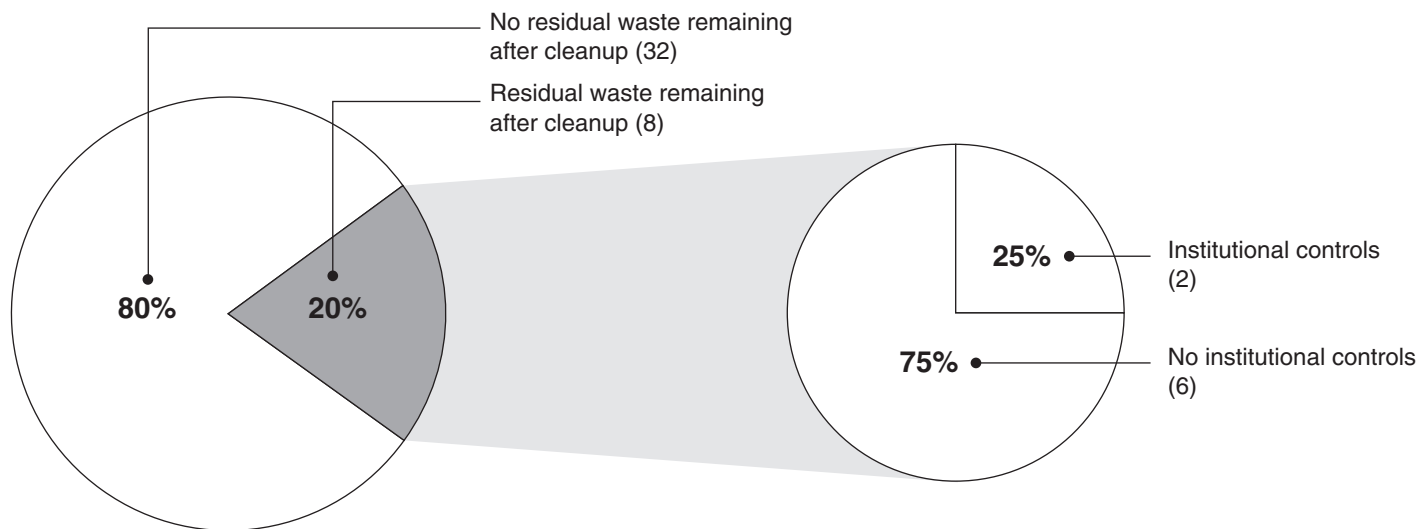 No residual waste remaining
after cleanup (32)
Residual waste remaining
after cleanup (8)
80%
20%
25%
Institutional controls
(2)
75%
No institutional controls
(6)